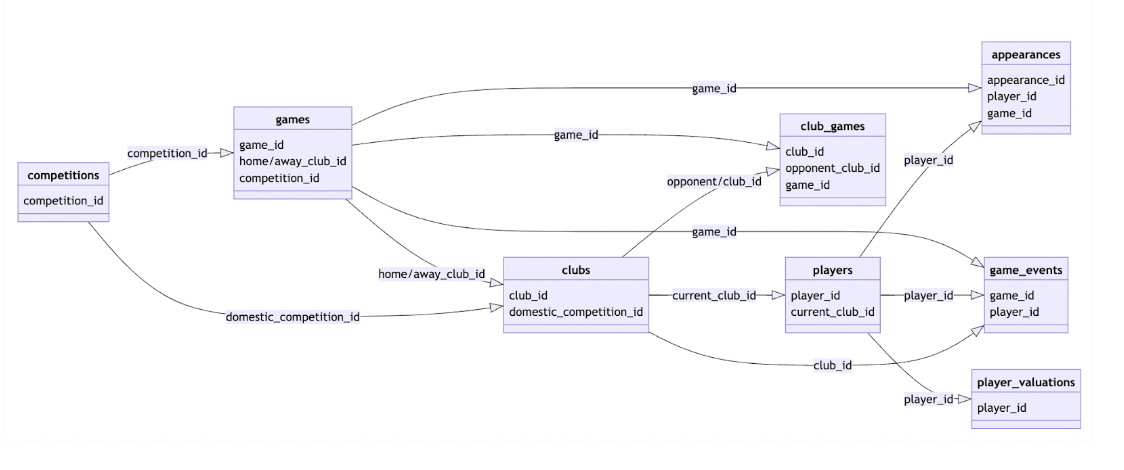 appearances
appearance_id
player_id
game_id
game_id
games
game_id
home/away_club_id
competition_id
club_games
club_id
opponent_club_id
game_id
game_id
competition_id
player_id
competitions
competition_id
opponent/club_id
game_id
clubs
club_id
domestic_competition_id
players
player_id
current_club_id
game_events
game_id
player_id
home/away_club_id
current_club_id
player_id
domestic_competition_id
club_id
player_valuations
player_id
player_id